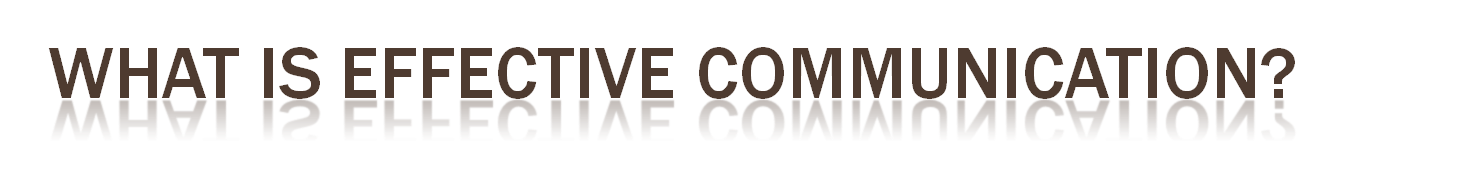 WHAT IS EFFECTIVE COMMUNICATION?